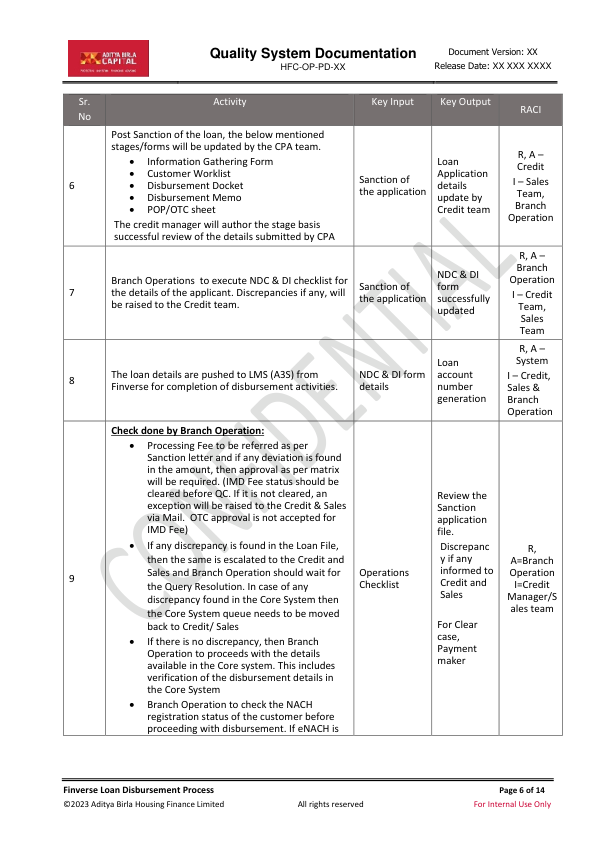 ADITYA BIRLA
CAPITAL
Quality System Documentation
HFC-OP-PD-XX
Document Version: XX
Release Date: XX XXX XXXX
Sr.
No
Activity
Key Input
Key Output
RACI
6
Post Sanction of the loan, the below mentioned
stages/forms will be updated by the CPA team.
• Information Gathering Form
• Customer Worklist
• Disbursement Docket
• Disbursement Memo
• POP/OTC sheet
The credit manager will author the stage basis
successful review of the details submitted by CPA
Sanction of
the application
Loan
Application
details
update by
Credit team
R, A –
Credit
I – Sales
Team,
Branch
Operation
7
Branch Operations to execute NDC & DI checklist for
the details of the applicant. Discrepancies if any, will
be raised to the Credit team.
Sanction of
the application
NDC & DI
form
successfully
updated
R, A –
Branch
Operation
I – Credit
Team,
Sales
Team
8
The loan details are pushed to LMS (A3S) from
Finverse for completion of disbursement activities.
NDC & DI form
details
Loan
account
number
generation
R, A –
System
I – Credit,
Sales &
Branch
Operation
9
Check done by Branch Operation:
• Processing Fee to be referred as per
Sanction letter and if any deviation is found
in the amount, then approval as per matrix
will be required. (IMD Fee status should be
cleared before QC. If it is not cleared, an
exception will be raised to the Credit & Sales
via Mail. OTC approval is not accepted for
IMD Fee)
• If any discrepancy is found in the Loan File,
then the same is escalated to the Credit and
Sales and Branch Operation should wait for
the Query Resolution. In case of any
discrepancy found in the Core System then
the Core System queue needs to be moved
back to Credit/ Sales
• If there is no discrepancy, then Branch
Operation to proceeds with the details
available in the Core system. This includes
verification of the disbursement details in
the Core System
• Branch Operation to check the NACH
registration status of the customer before
proceeding with disbursement. If eNACH is
Operations
Checklist
Review the
Sanction
application
file.
Discrepanc
y if any
informed to
Credit and
Sales
For Clear
case,
Payment
maker
R,
A=Branch
Operation
I=Credit
Manager/S
ales team
CONFIDENTIAL
Finverse Loan Disbursement Process
Page 6 of 14
©2023 Aditya Birla Housing Finance Limited
All rights reserved
For Internal Use Only